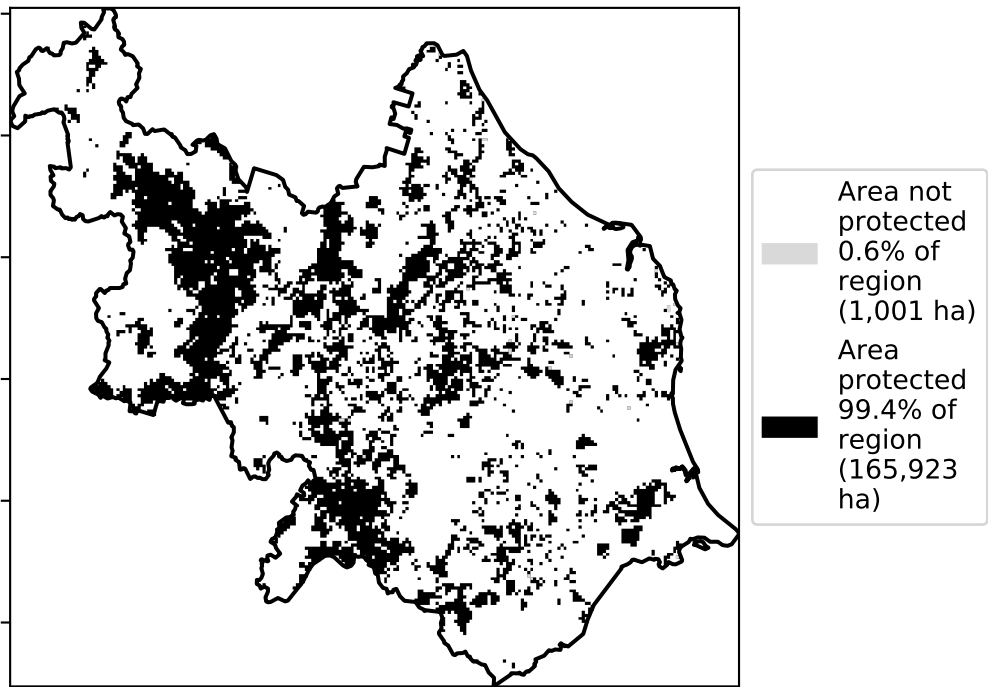 Area not
protected
0.6% of
region
(1,001 ha)
Area
protected
99.4% of
region
(165,923
ha)